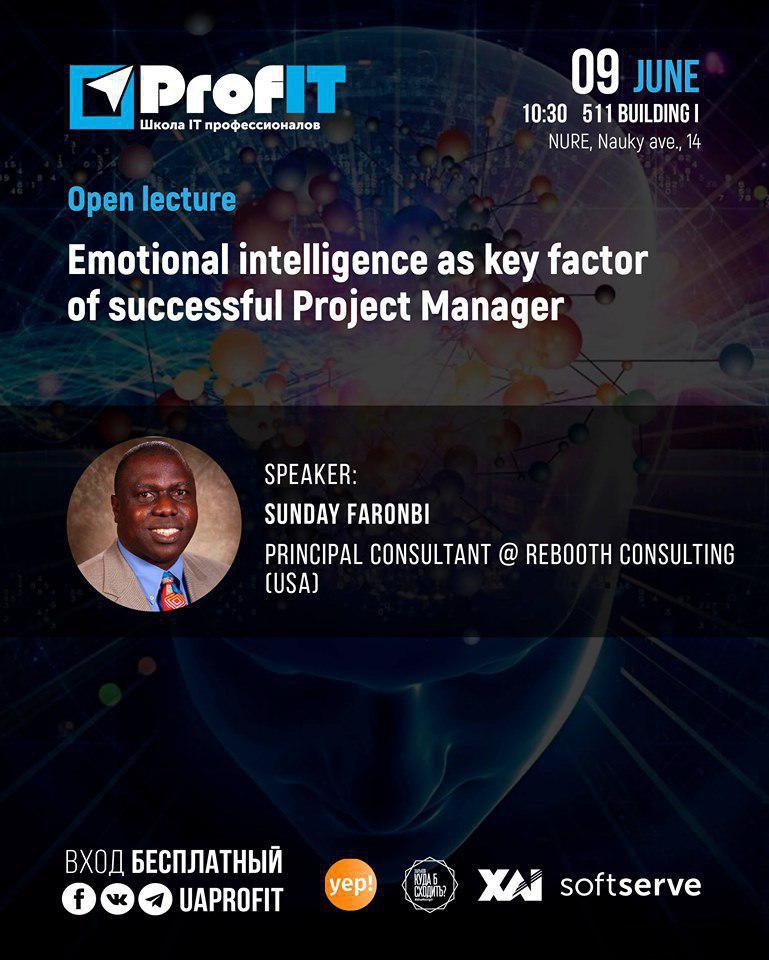 ProfIT
Школа IT профессионалов
09 JUNE
10:30 511 BUILDING I
NURE, Nauky ave., 14
Open lecture
Emotional intelligence as key factor
of successful Project Manager
SPEAKER:
SUNDAY FARONBI
PRINCIPAL CONSULTANT @ REBOOTH CONSULTING
(USA)
ВХОД БЕСПЛАТНЫЙ
f VK UAPROFIT
yep!
КУДА Б
СХОДИТЬ?
ХАІ
softserve